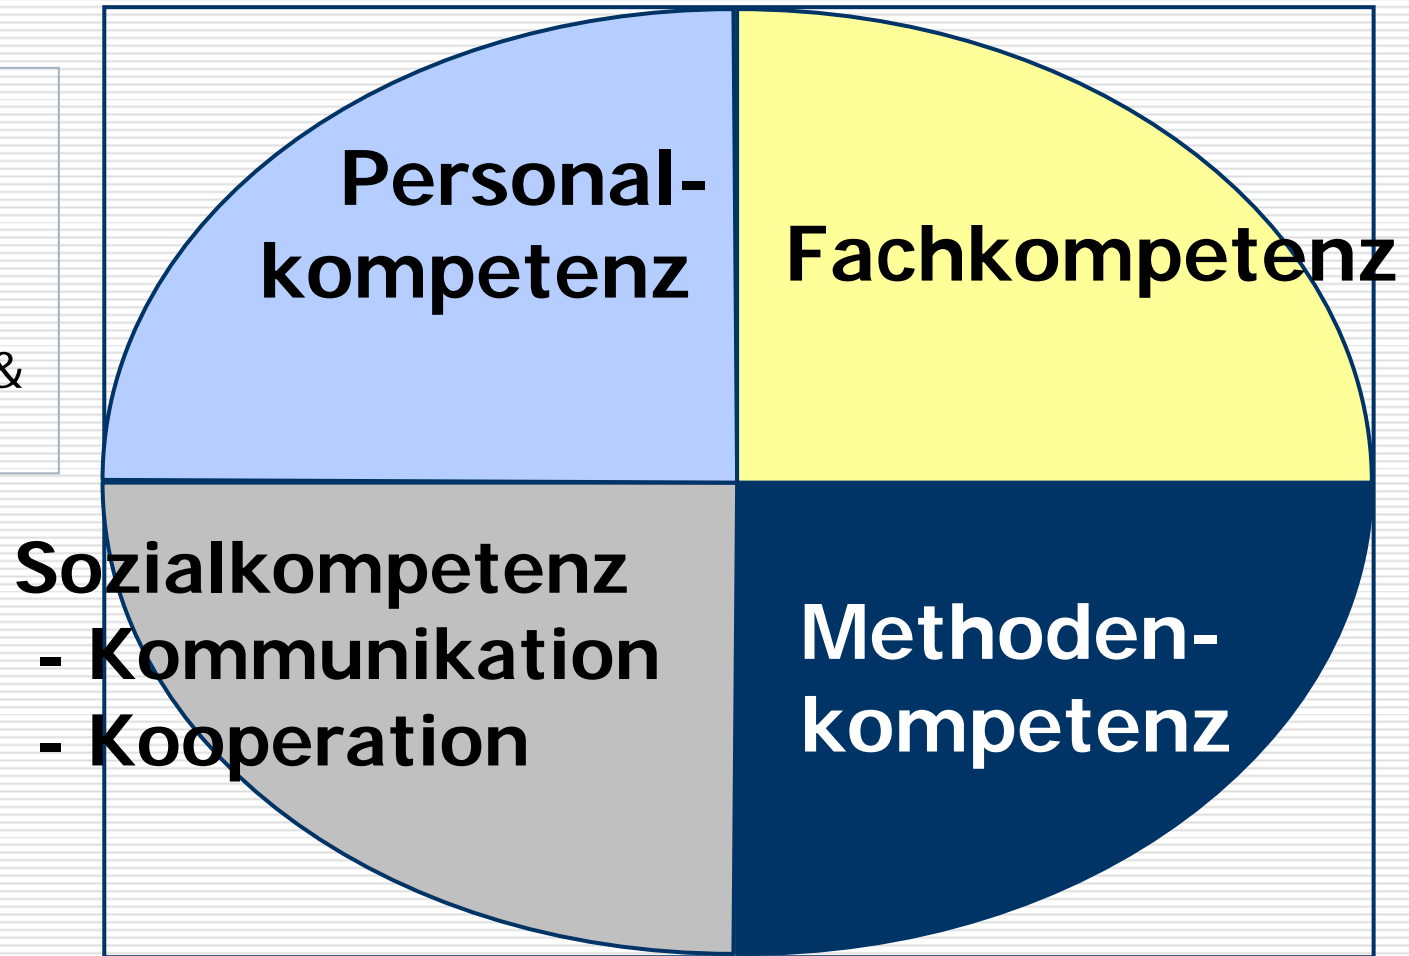 Personal-
kompetenz
Fachkompetenz
&
Sozialkompetenz
- Kommunikation
- Kooperation
Methoden-
kompetenz